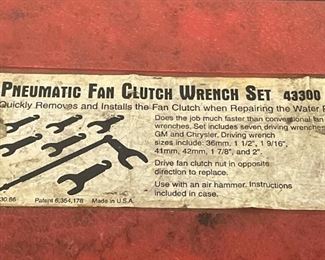 PNEUMATIC FAN CLUTCH WRENCH SET 43300
Quickly Removes and Installs the Fan Clutch when Repairing the Water
Does the job much faster than conventional fan
wrenches. Set includes seven driving wrenches
GM and Chrysler. Driving wrench
sizes include: 36mm, 1 1/2", 1 9/16",
41mm, 42mm, 1 7/8", and 2".
Drive fan clutch nut in opposite
direction to replace.
Use with an air hammer. Instructions
included in case.
Patent 6,354,178 Made in U.S.A.